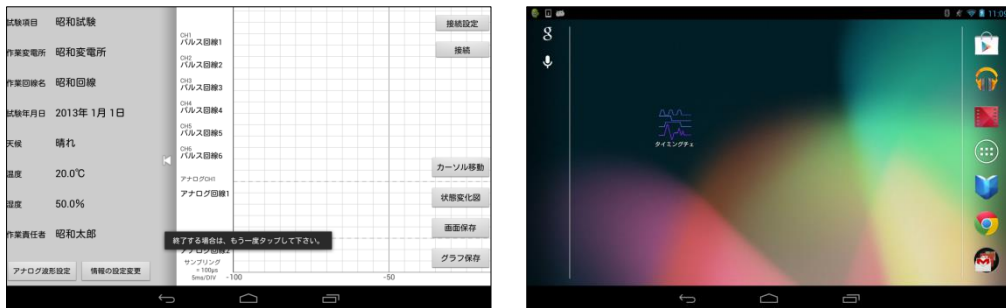 試験項目 昭和試験
作業変電所 昭和変電所
作業回線名 昭和回線
試験年月日 2013年 1月 1日
天候 晴れ
温度 20.0℃
湿度 50.0%
作業責任者 昭和太郎
アナログ波形設定 情報の設定変更
CH1
パルス回線1
CH2
パルス回線2
CH3
パルス回線3
CH4
パルス回線4
CH5
パルス回線5
CH6
パルス回線6
アナログCH1
アナログ回線1
アナログ回線2
サンプリング
= 100μs
5ms/DIV -100 -50
終了する場合は、もう一度タップして下さい。
接続設定
接続
カーソル移動
状態変化図
画面保存
グラフ保存
11:09
8
タイミングチェ